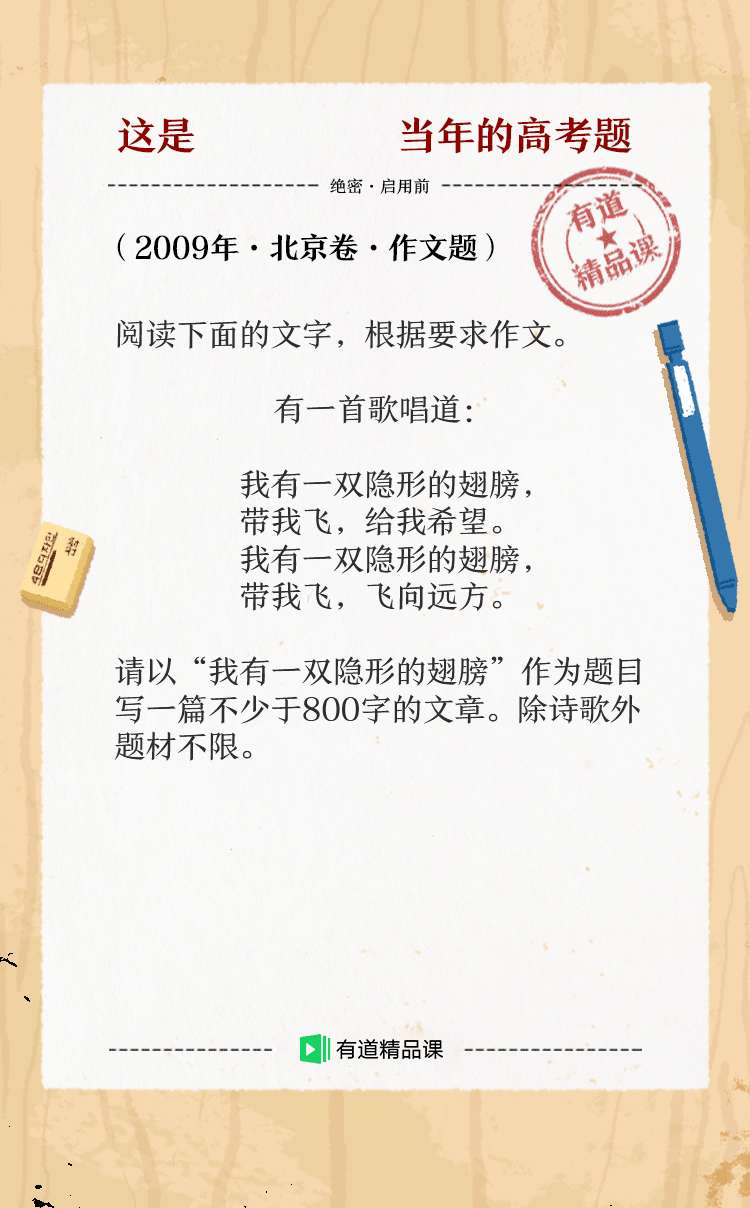 这是 当年的高考题
绝密·启用前
（2009年·北京卷·作文题）
有道
精品课
阅读下面的文字，根据要求作文。
有一首歌唱道：
我有一双隐形的翅膀，
带我飞，给我希望。
我有一双隐形的翅膀，
带我飞，飞向远方。
请以“我有一双隐形的翅膀”作为题目
写一篇不少于800字的文章。除诗歌外
题材不限。
有道精品课